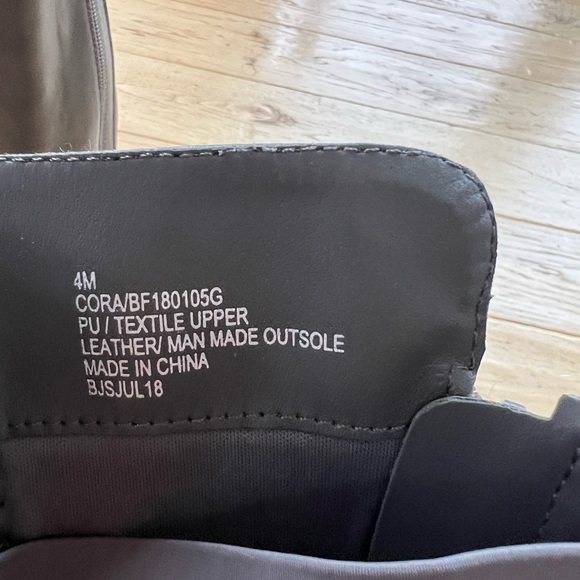 4M
CORA/BF180105G
PU / TEXTILE UPPER
LEATHER/ MAN MADE OUTSOLE
MADE IN CHINA
BJSJUL18